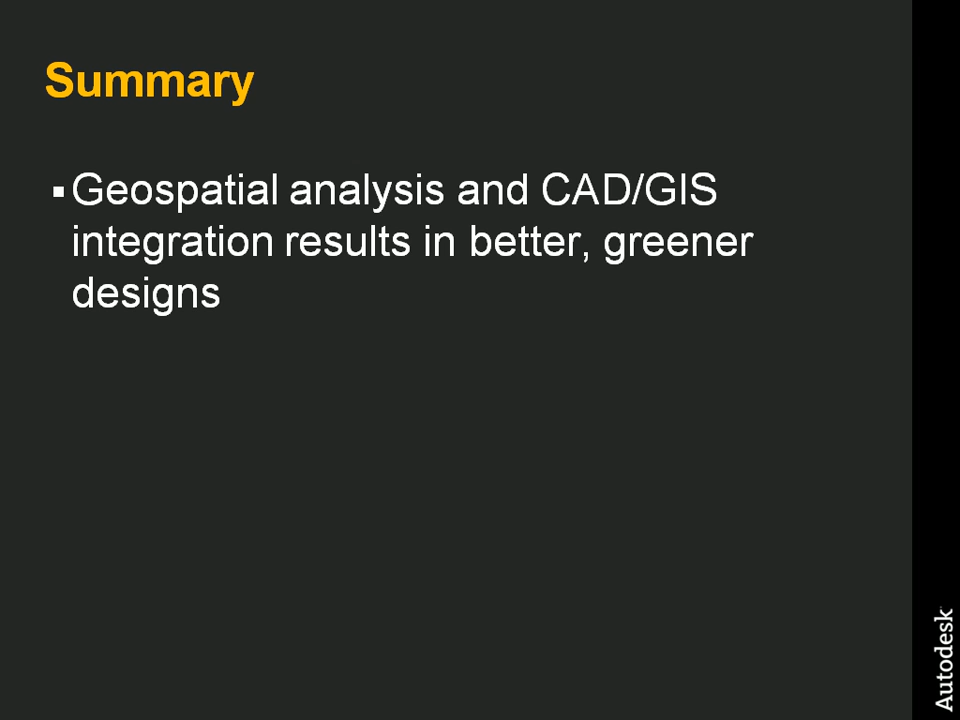 Summary
▪ Geospatial analysis and CAD/GIS
integration results in better, greener
designs
Autodesk